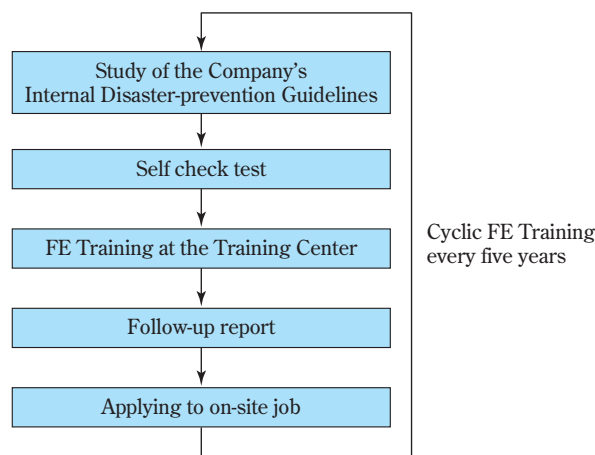 Study of the Company's
Internal Disaster-prevention Guidelines
Self check test
FE Training at the Training Center
Follow-up report
Applying to on-site job
Cyclic FE Training
every five years